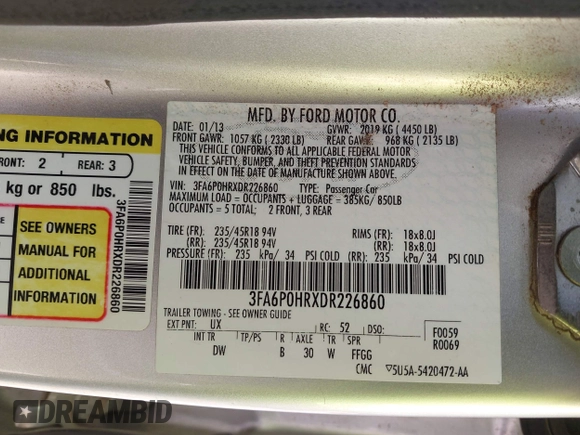 NG INFORMATION
FRONT: 2 REAR: 3
kg or 850 lbs.
SEE OWNERS
MANUAL FOR
ADDITIONAL
INFORMATION
3FA6P0HRXDR226860
MFD. BY FORD MOTOR CO.
DATE: 01/13 GVWR: 2019 KG ( 4450 LB)
FRONT GAWR: 1057 KG ( 2330 LB) REAR GAWR: 968 KG ( 2135 LB)
THIS VEHICLE CONFORMS TO ALL APPLICABLE FEDERAL MOTOR
VEHICLE SAFETY, BUMPER, AND THEFT PREVENTION STANDARDS
IN EFFECT ON THE DATE OF MANUFACTURE SHOWN ABOVE.
VIN: 3FA6P0HRXDR226860 TYPE: Passenger Car
MAXIMUM LOAD = OCCUPANTS + LUGGAGE = 385KG/ 850LB
OCCUPANTS = 5 TOTAL: 2 FRONT, 3 REAR
TIRE (FR): 235/45R18 94V RIMS (FR): 18x8.0J
(RR): 235/45R18 94V (RR): 18x8.0J
PRESSURE (FR): 235 kPa/ 34 PSI COLD (RR): 235 kPa/ 34 PSI COLD
3FA6P0HRXDR226860
TRAILER TOWING - SEE OWNER GUIDE
EXT PNT: UX RC: 52 DSO:
F0059
R0069
INT TR TP/PS R AXLE TR SPR
DW B 30 W FFGG
CMC ▽5U5A-5420472-AA
DREAMBID